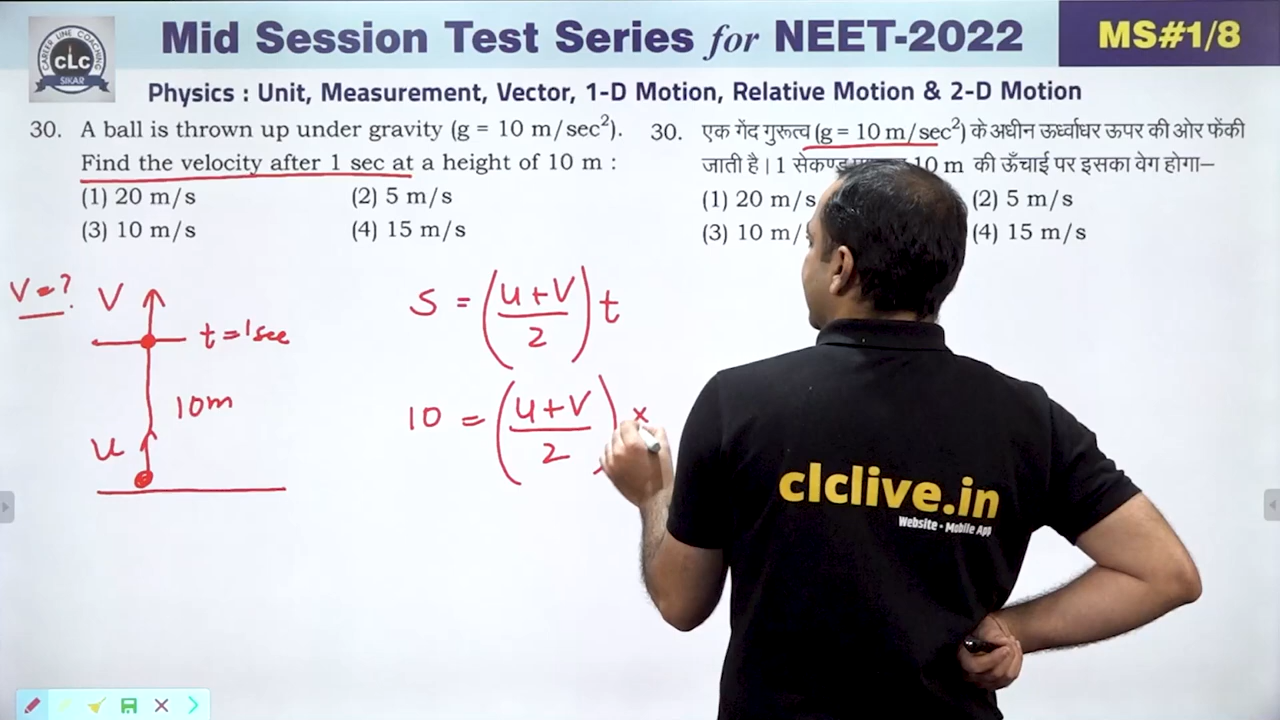 CAREER LINE COACHING
CLC
SIKAR
Mid Session Test Series for NEET-2022
MS#1/8
Physics : Unit, Measurement, Vector, 1-D Motion, Relative Motion & 2-D Motion
30. A ball is thrown up under gravity (g = 10 m/sec²).
Find the velocity after 1 sec at a height of 10 m :
(1) 20 m/s (2) 5 m/s
(3) 10 m/s (4) 15 m/s
30. एक गेंद गुरूत्व (g = 10 m/sec²) के अधीन ऊर्ध्वाधर ऊपर की ओर फेंकी
जाती है। 1 सेकण्ड 10 m की ऊँचाई पर इसका वेग होगा–
(1) 20 m/s (2) 5 m/s
(3) 10 m/ (4) 15 m/s
V = ?
V
t = 1sec
10m
u
S = (u+V/2) t
10 = (u+V/2) ×
clclive.in
Website • Mobile App